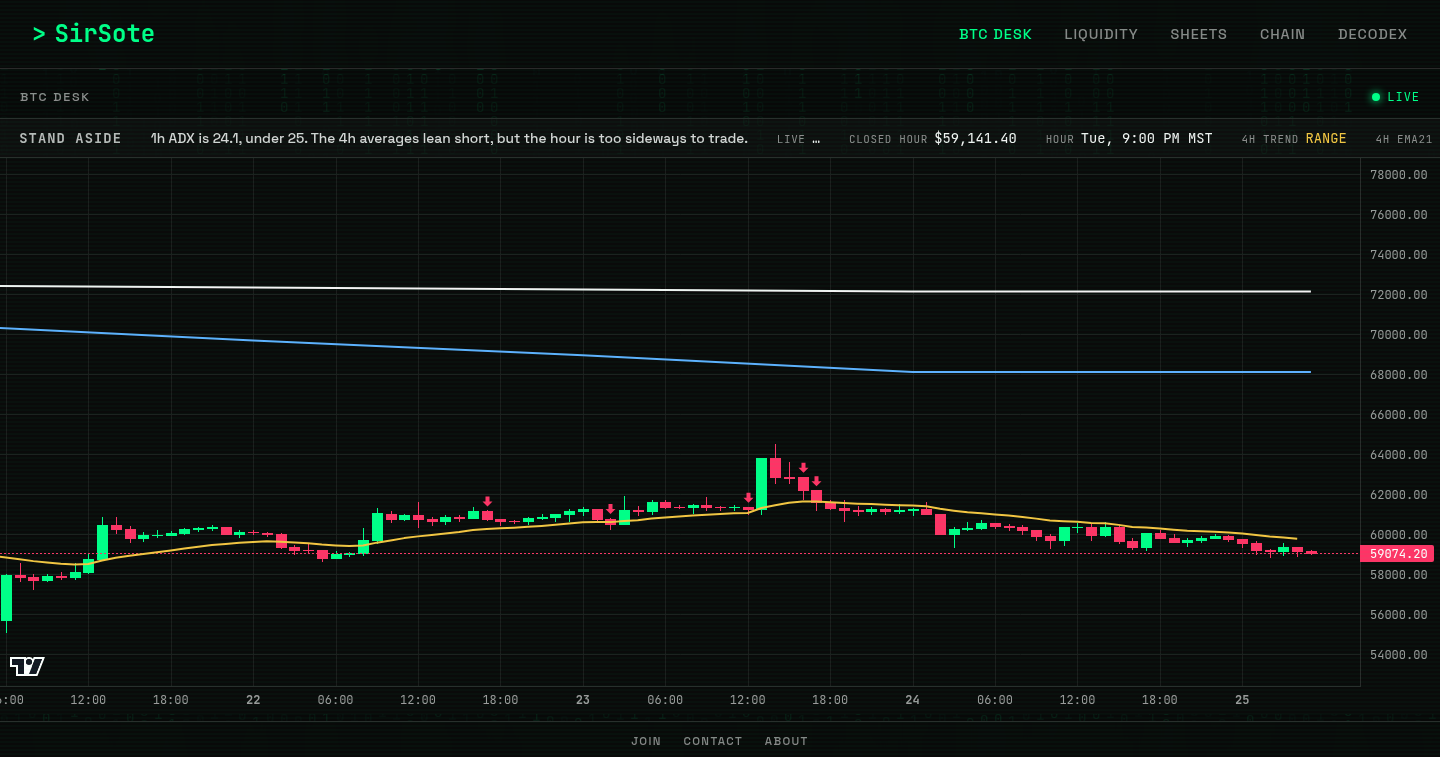 > SirSote
BTC DESK LIQUIDITY SHEETS CHAIN DECODEX
BTC DESK
LIVE
STAND ASIDE 1h ADX is 24.1, under 25. The 4h averages lean short, but the hour is too sideways to trade. LIVE … CLOSED HOUR $59,141.40 HOUR Tue, 9:00 PM MST 4H TREND RANGE 4H EMA21
78000.00
76000.00
74000.00
72000.00
70000.00
68000.00
66000.00
64000.00
62000.00
60000.00
59074.20
58000.00
56000.00
54000.00
:00 12:00 18:00 22 06:00 12:00 18:00 23 06:00 12:00 18:00 24 06:00 12:00 18:00 25
JOIN CONTACT ABOUT